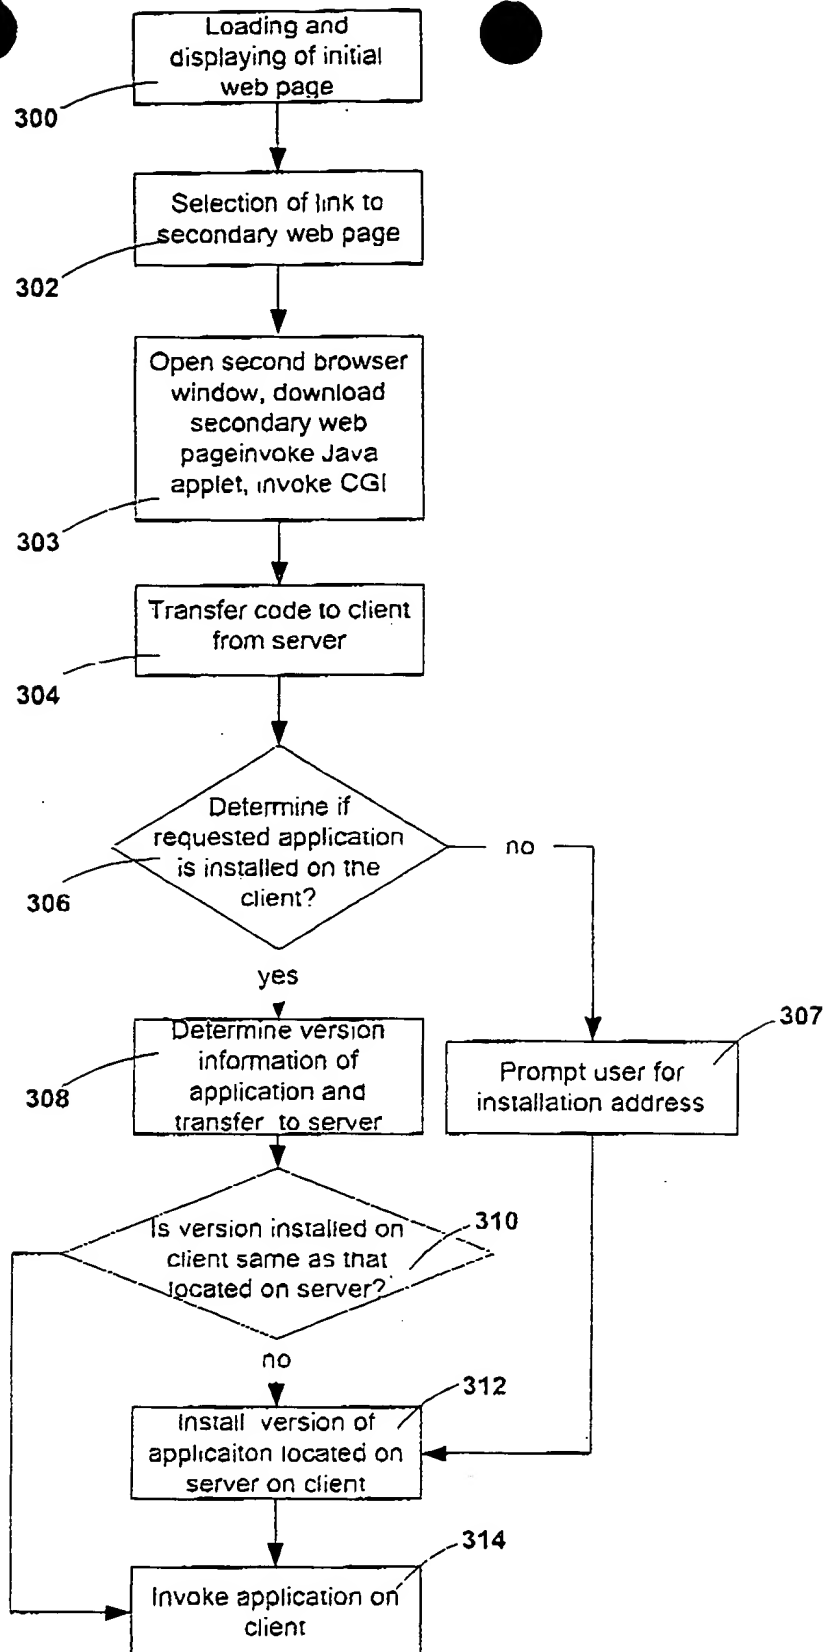 Loading and
displaying of initial
web page
300
Selection of link to
secondary web page
302
Open second browser
window, download
secondary web
pageinvoke Java
applet, invoke CGI
303
Transfer code to client
from server
304
Determine if
requested application
is installed on the
client?
306
no
yes
307
Determine version
information of
application and
transfer to server
308
Prompt user for
installation address
Is version installed on
client same as that
located on server?
310
no
312
Install version of
applicaiton located on
server on client
314
Invoke application on
client